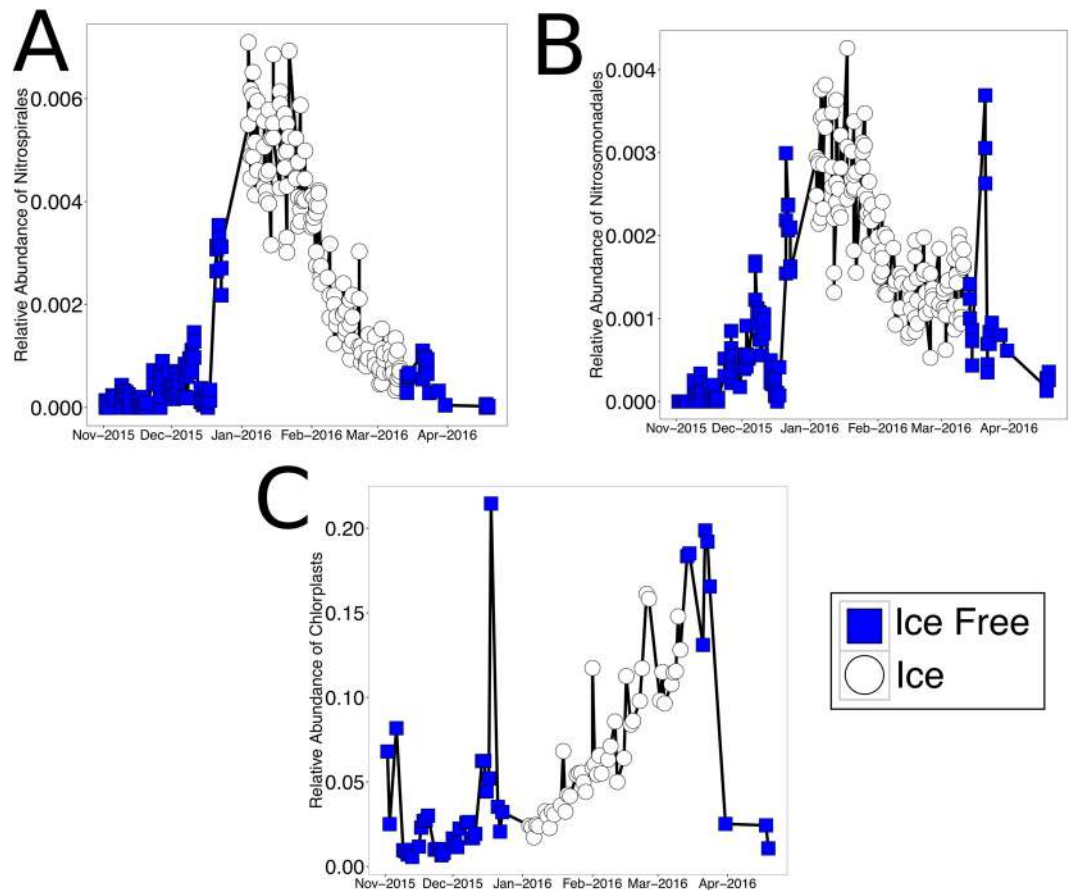 A
Relative Abundance of Nitrospirales
0.006
0.004
0.002
0.000
Nov-2015 Dec-2015 Jan-2016 Feb-2016 Mar-2016 Apr-2016
B
Relative Abundance of Nitrosomonadales
0.004
0.003
0.002
0.001
0.000
Nov-2015 Dec-2015 Jan-2016 Feb-2016 Mar-2016 Apr-2016
C
Relative Abundance of Chlorplasts
0.20
0.15
0.10
0.05
0.00
Nov-2015 Dec-2015 Jan-2016 Feb-2016 Mar-2016 Apr-2016
Ice Free
Ice